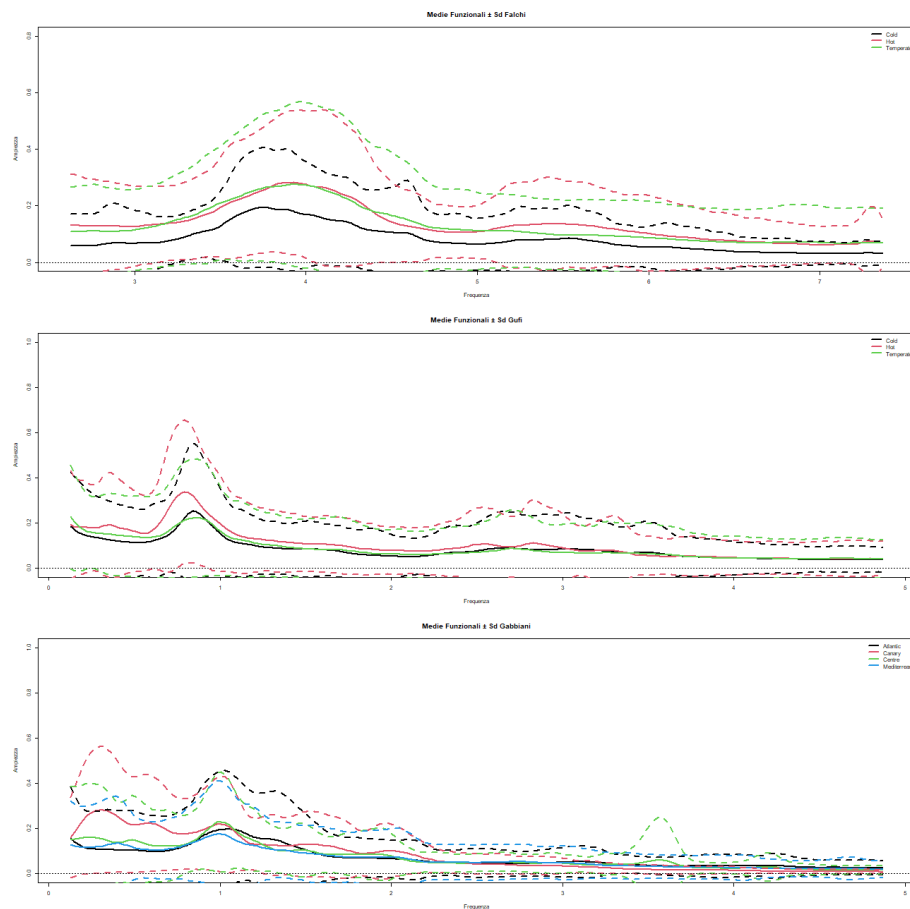 Medie Funzionali ± Sd Falchi
0.8
0.6
0.4
0.2
0.0
Ampiezza
Cold
Hot
Temperat
3 4 5 6 7
Frequenza
Medie Funzionali ± Sd Gufi
1.0
0.8
0.6
0.4
0.2
0.0
Ampiezza
Cold
Hot
Temperat
0 1 2 3 4 5
Frequenza
Medie Funzionali ± Sd Gabbiani
1.0
0.8
0.6
0.4
0.2
0.0
Ampiezza
Atlantic
Canary
Centre
Mediterrean
0 1 2 3 4 5
Frequenza